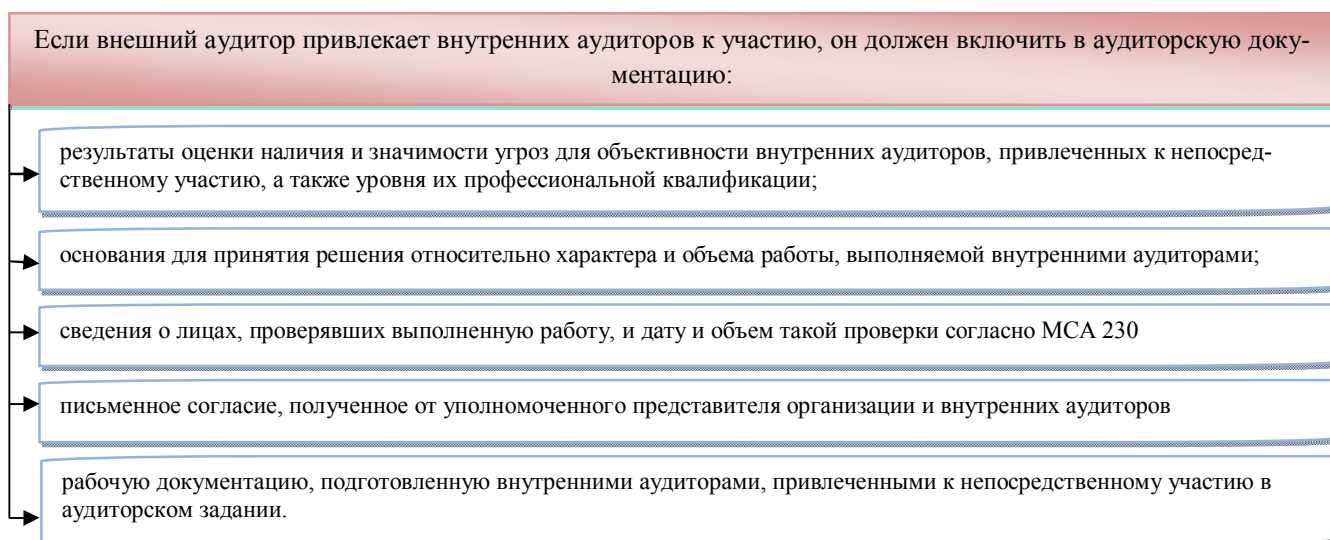 Если внешний аудитор привлекает внутренних аудиторов к участию, он должен включить в аудиторскую доку-
ментацию:
результаты оценки наличия и значимости угроз для объективности внутренних аудиторов, привлеченных к непосред-
ственному участию, а также уровня их профессиональной квалификации;
основания для принятия решения относительно характера и объема работы, выполняемой внутренними аудиторами;
сведения о лицах, проверявших выполненную работу, и дату и объем такой проверки согласно МСА 230
письменное согласие, полученное от уполномоченного представителя организации и внутренних аудиторов
рабочую документацию, подготовленную внутренними аудиторами, привлеченными к непосредственному участию в
аудиторском задании.